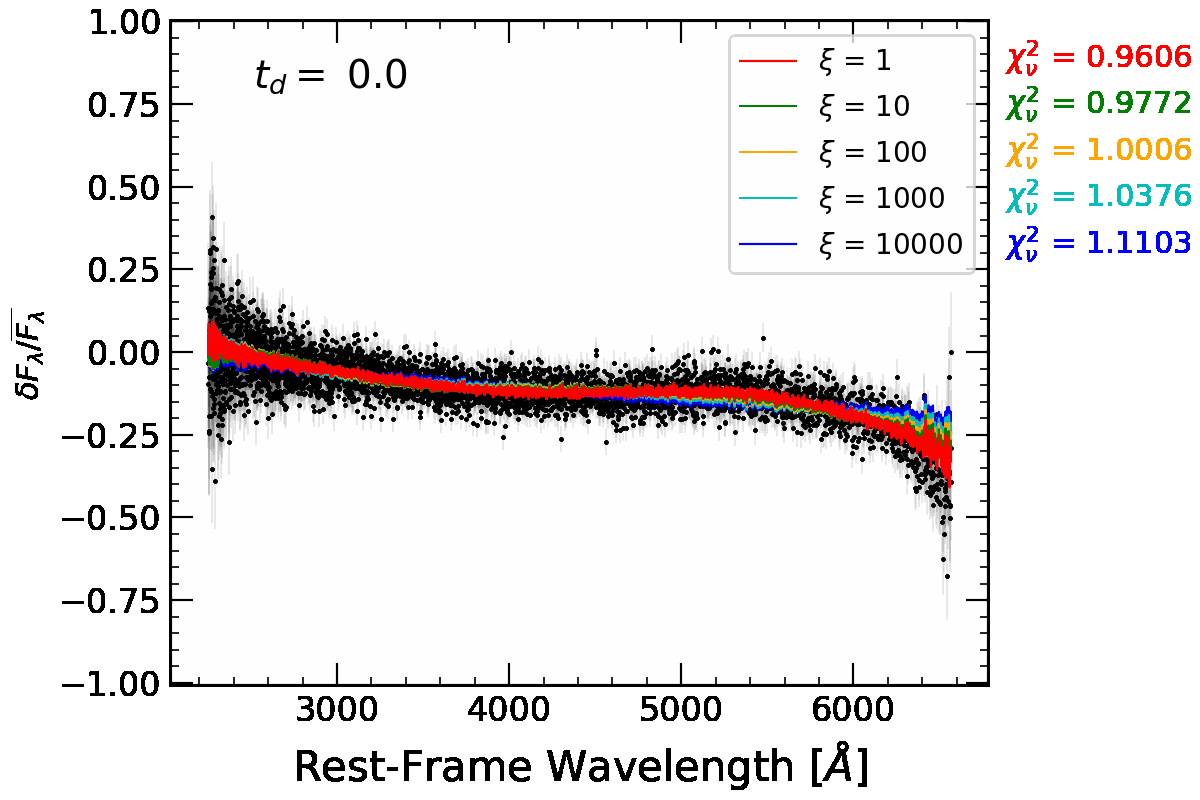 1.00
0.75
0.50
0.25
0.00
−0.25
−0.50
−0.75
−1.00
δF_λ/\overline{F_λ}
t_d = 0.0
ξ = 1
ξ = 10
ξ = 100
ξ = 1000
ξ = 10000
χ²_ν = 0.9606
χ²_ν = 0.9772
χ²_ν = 1.0006
χ²_ν = 1.0376
χ²_ν = 1.1103
3000 4000 5000 6000
Rest-Frame Wavelength [Å]